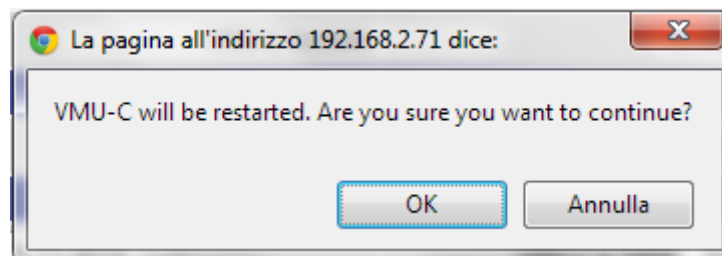 La pagina all'indirizzo 192.168.2.71 dice:
VMU-C will be restarted. Are you sure you want to continue?
OK Annulla